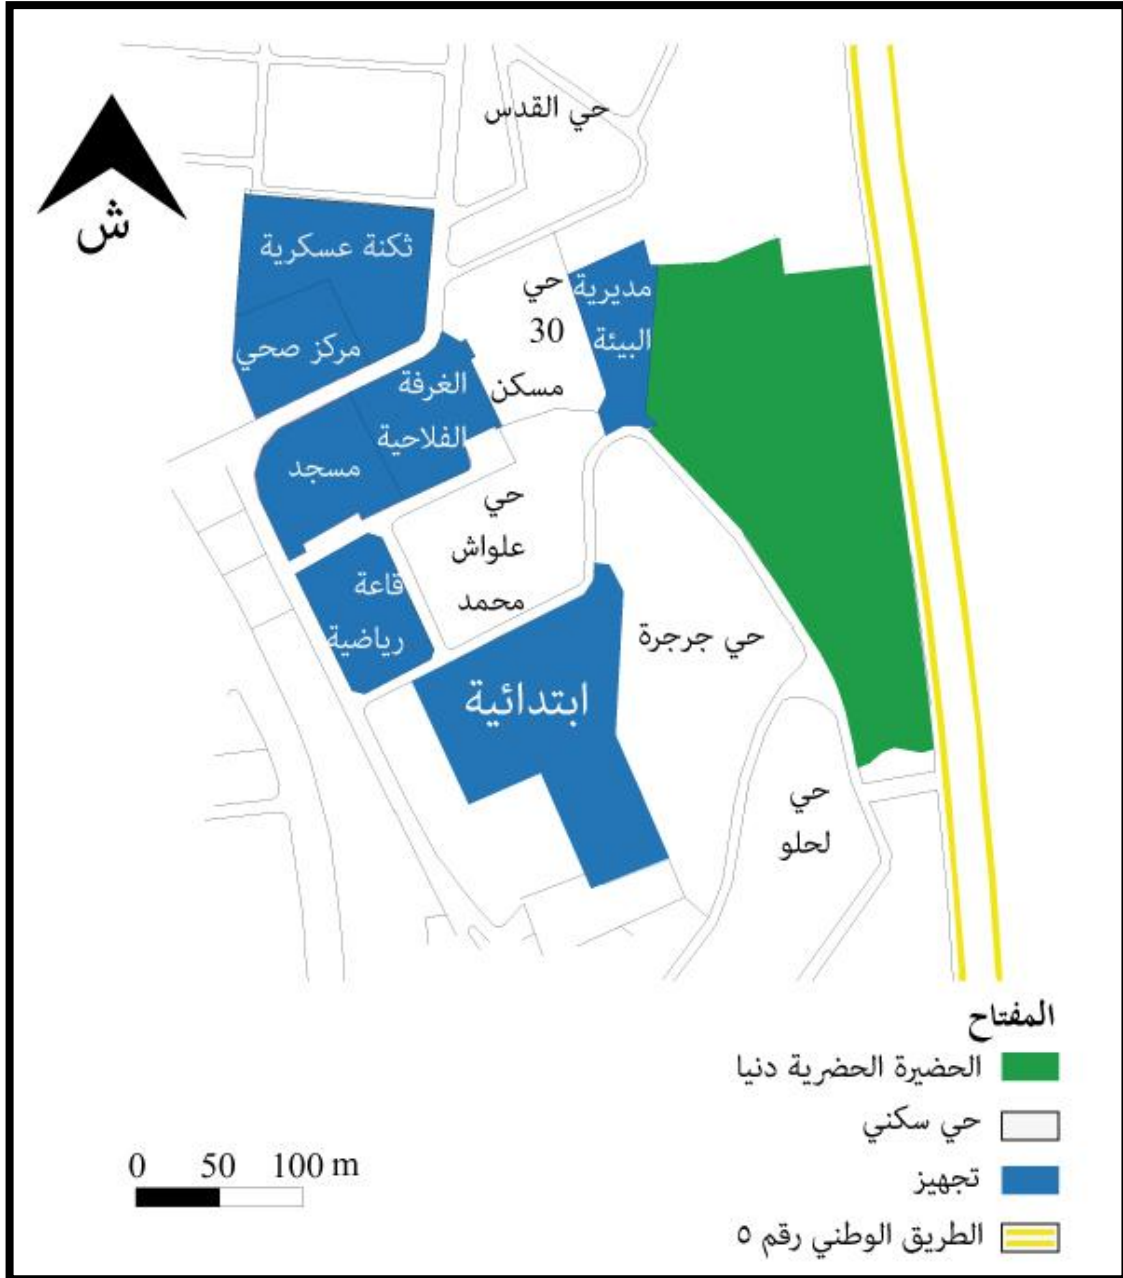 حي القدس
ش
ثكنة عسكرية
مركز صحي
حي
30
مسكن
مديرية
البيئة
الغرفة
الفلاحية
مسجد
حي
علواش
محمد
قاعة
رياضية
حي جرجرة
ابتدائية
حي
لحلو
المفتاح
الحضيرة الحضرية دنيا
حي سكني
تجهيز
الطريق الوطني رقم ٥
0 50 100 m